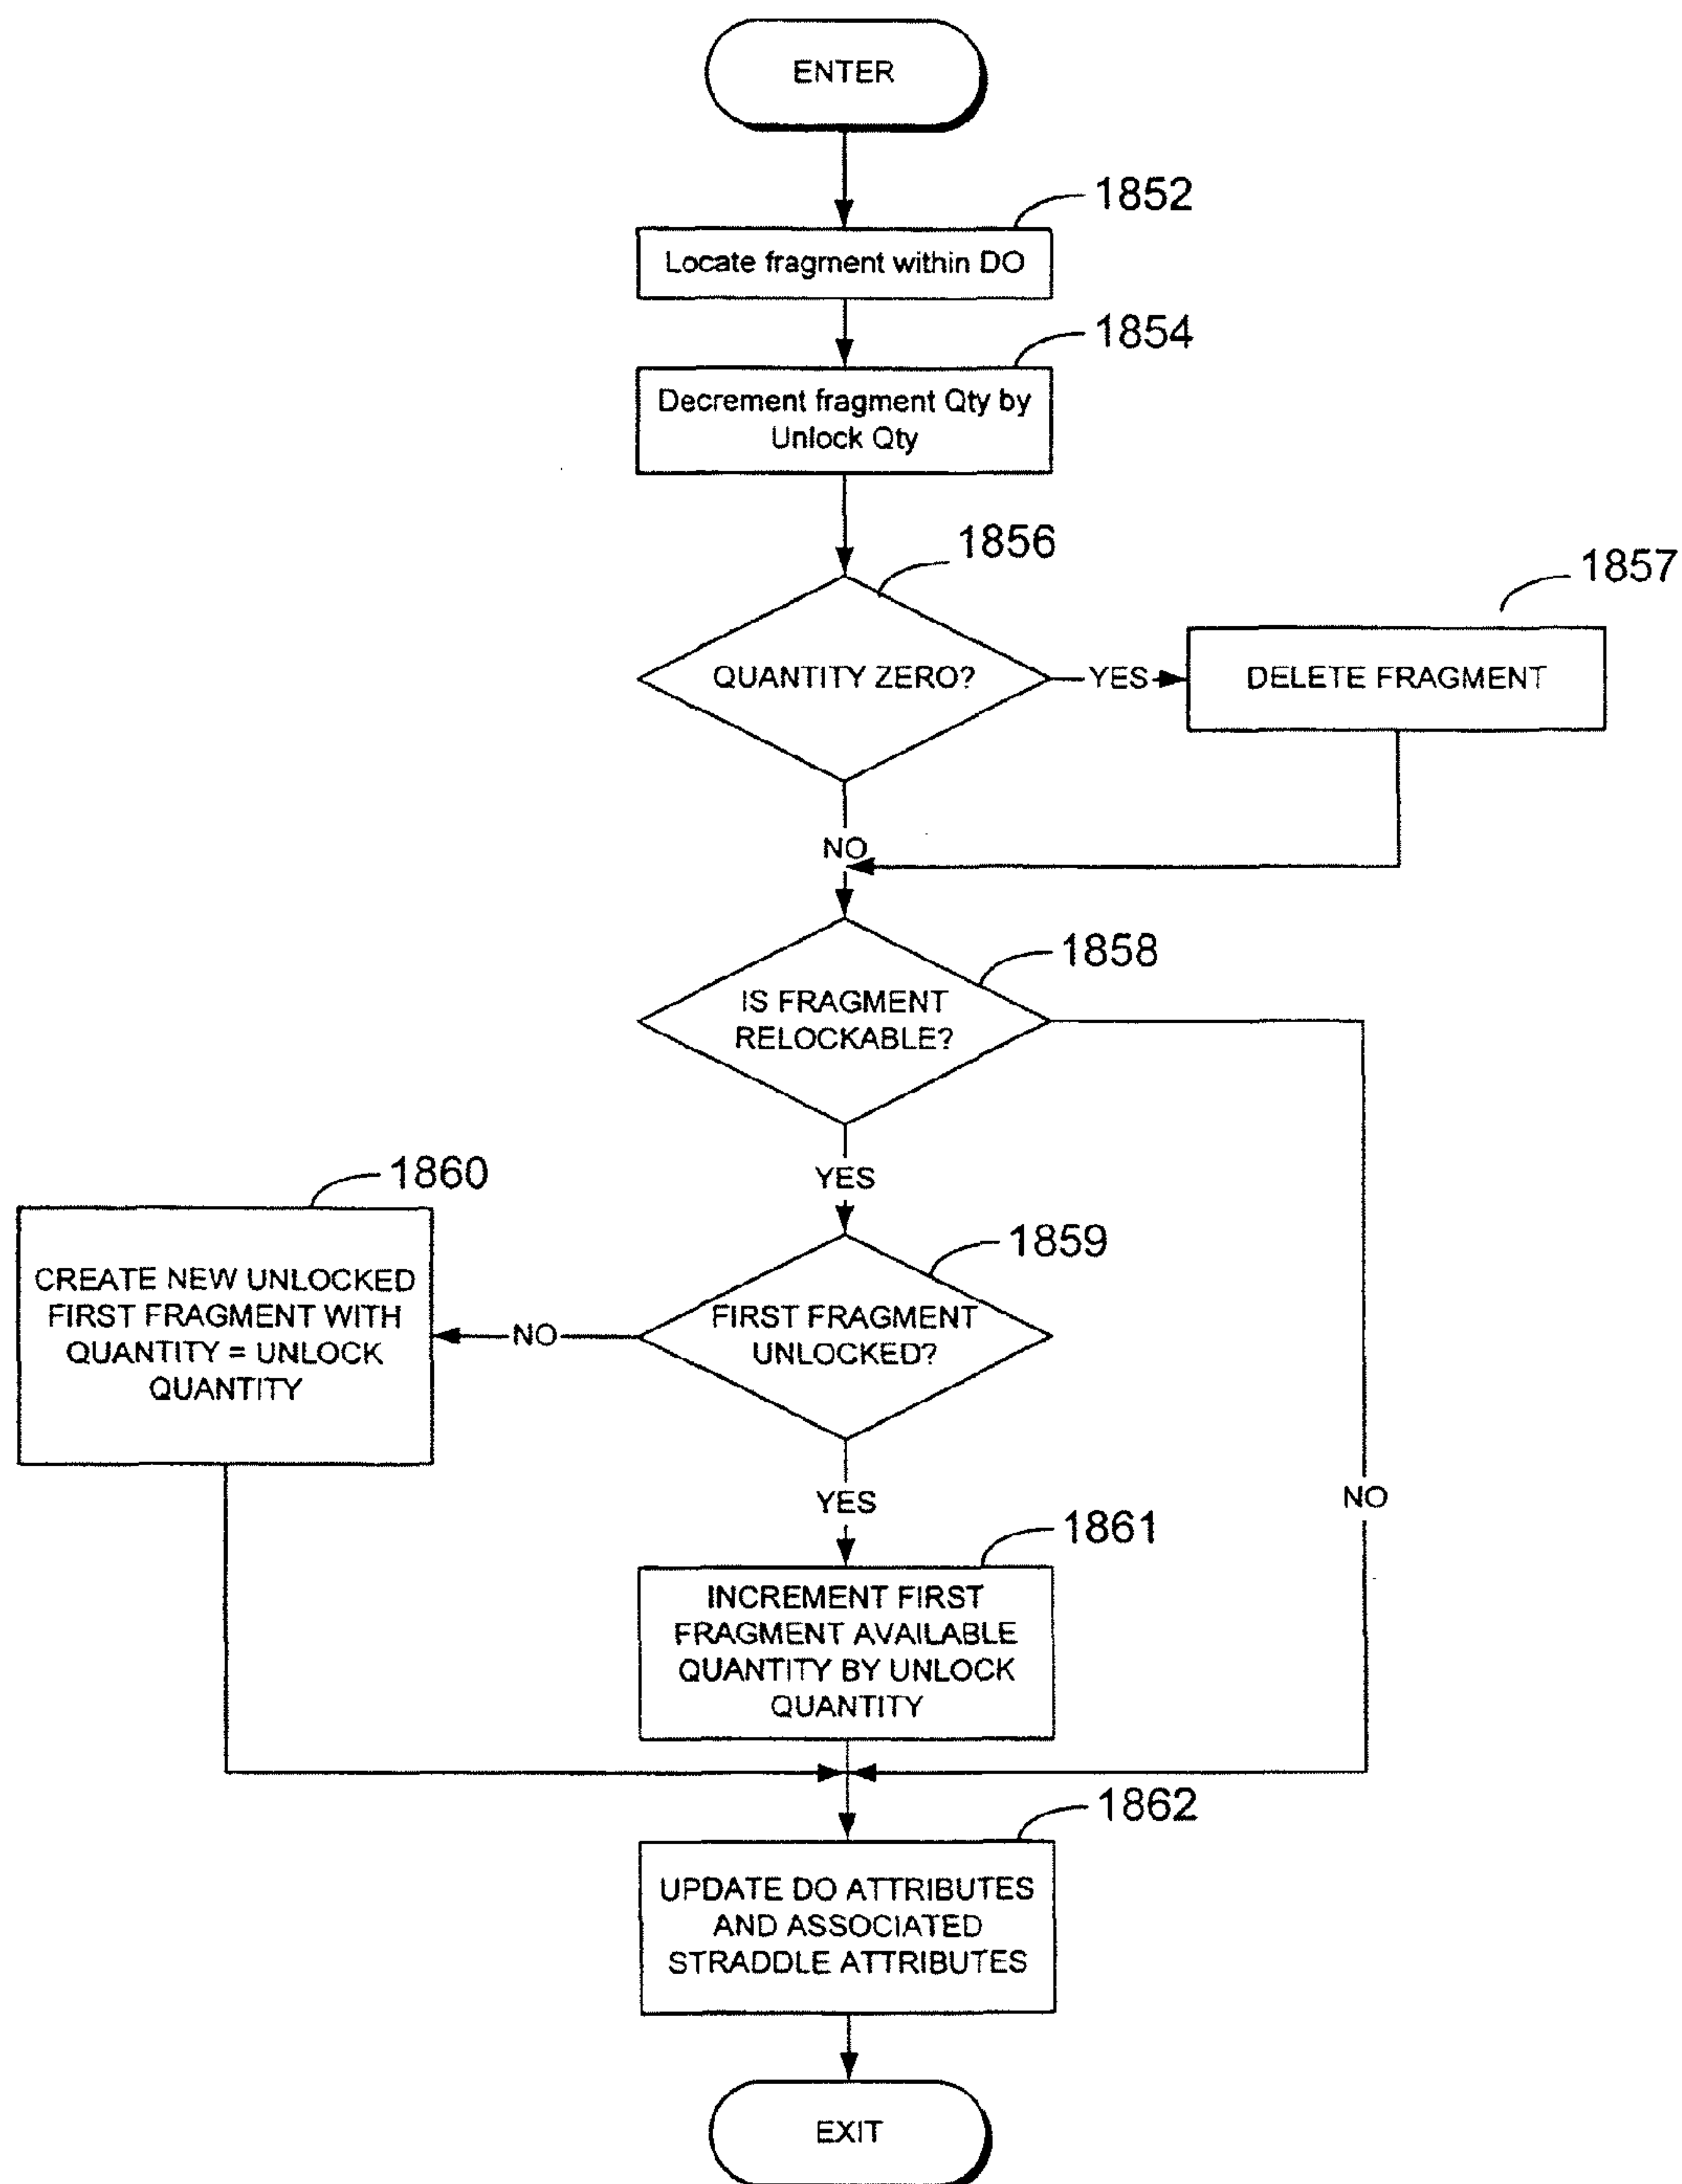 ENTER
1852
Locate fragment within DO
1854
Decrement fragment Qty by
Unlock Qty
1856
1857
QUANTITY ZERO?
YES
DELETE FRAGMENT
NO
1858
IS FRAGMENT
RELOCKABLE?
YES
1860
1859
CREATE NEW UNLOCKED
FIRST FRAGMENT WITH
QUANTITY = UNLOCK
QUANTITY
NO
FIRST FRAGMENT
UNLOCKED?
YES
NO
1861
INCREMENT FIRST
FRAGMENT AVAILABLE
QUANTITY BY UNLOCK
QUANTITY
1862
UPDATE DO ATTRIBUTES
AND ASSOCIATED
STRADDLE ATTRIBUTES
EXIT